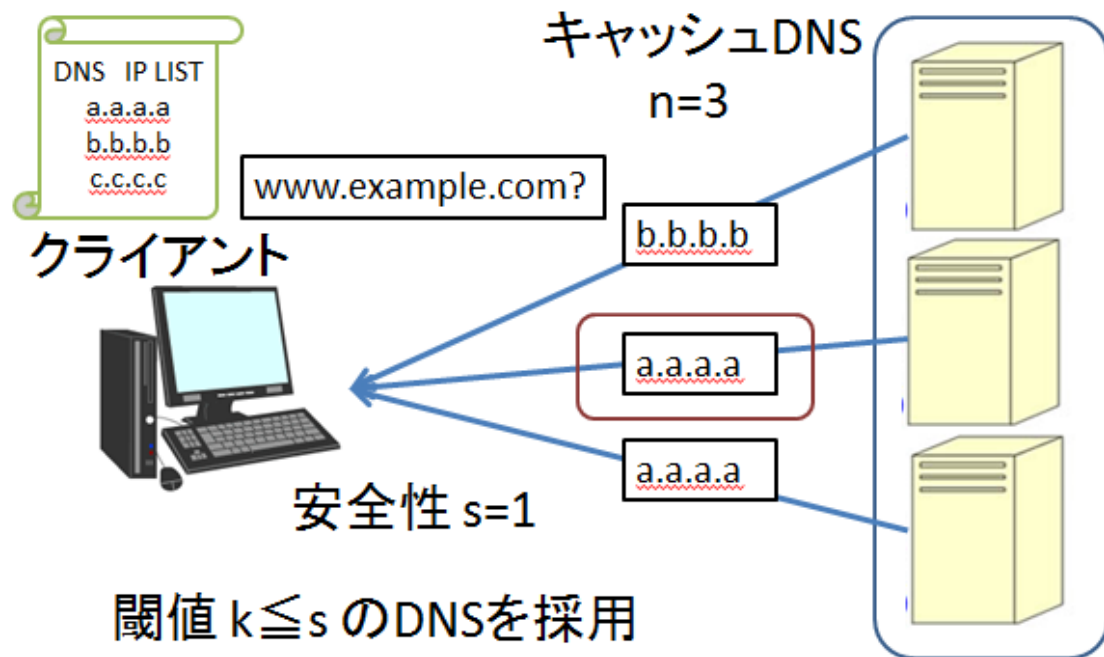 DNS IP LIST
a.a.a.a
b.b.b.b
c.c.c.c
クライアント
www.example.com?
キャッシュDNS
n=3
b.b.b.b
a.a.a.a
a.a.a.a
安全性 s=1
閾値 k≦s のDNSを採用